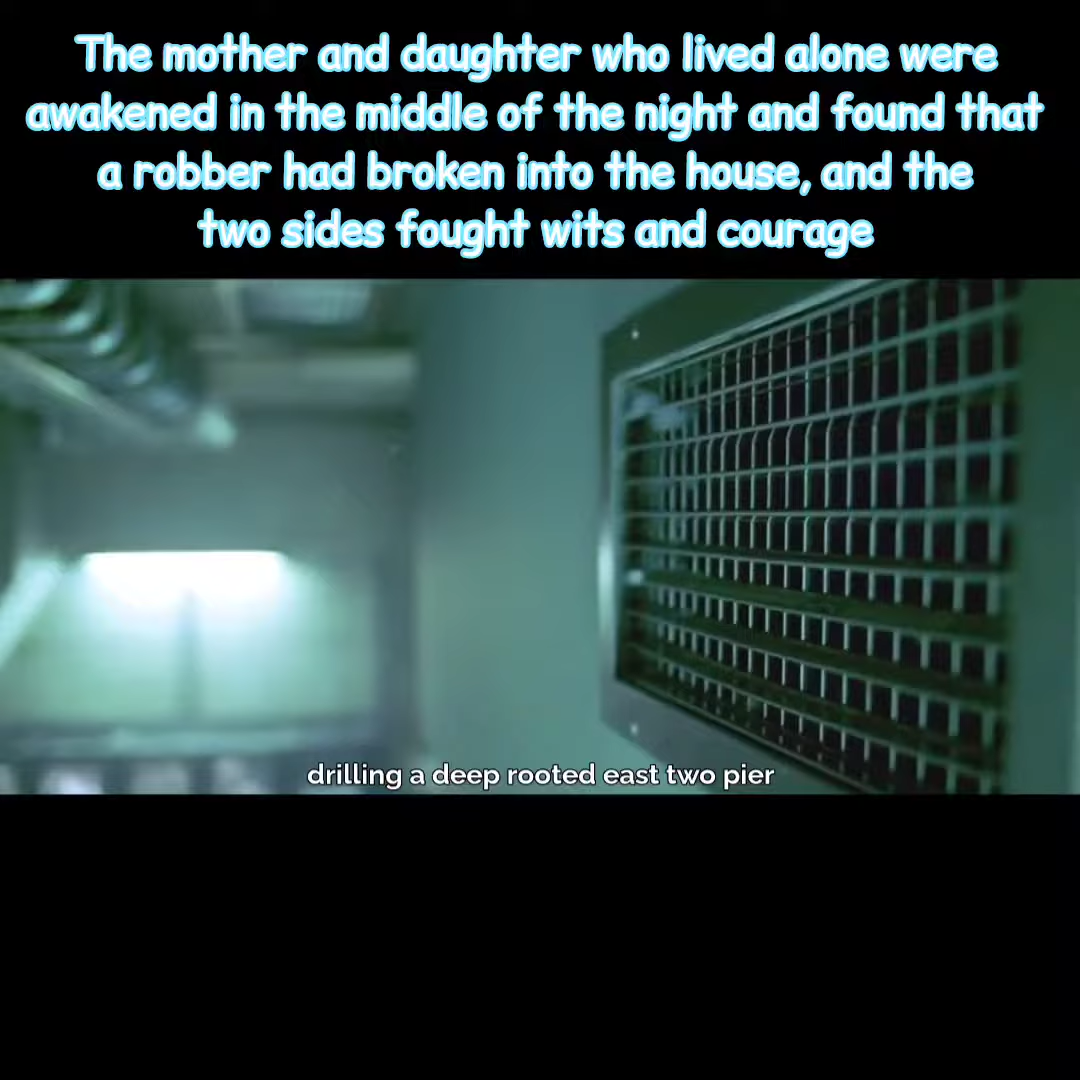 The mother and daughter who lived alone were
awakened in the middle of the night and found that
a robber had broken into the house, and the
two sides fought wits and courage
drilling a deep rooted east two pier